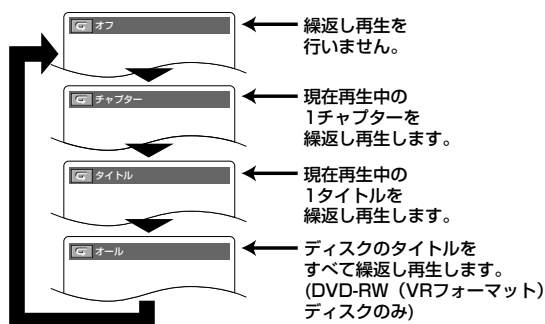 オフ
繰返し再生を
行いません。
チャプター
現在再生中の
1チャプターを
繰返し再生します。
タイトル
現在再生中の
1タイトルを
繰返し再生します。
オール
ディスクのタイトルを
すべて繰返し再生します。
(DVD-RW（VRフォーマット）
ディスクのみ)